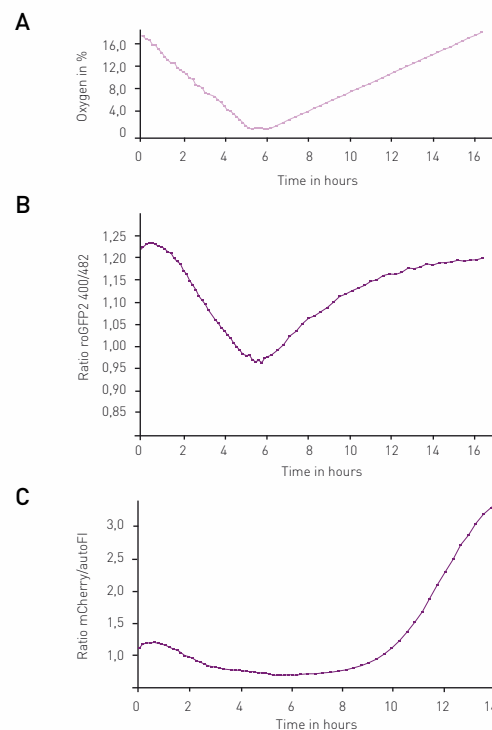 A
Oxygen in %
16,0
12,0
8,0
4,0
0
0 2 4 6 8 10 12 14 16
Time in hours
B
Ratio roGFP2 400/482
1,25
1,20
1,15
1,10
1,05
1,00
0,95
0,90
0,85
0 2 4 6 8 10 12 14 16
Time in hours
C
Ratio mCherry/autoFl
3,0
2,5
2,0
1,5
1,0
0 2 4 6 8 10 12 14
Time in hours